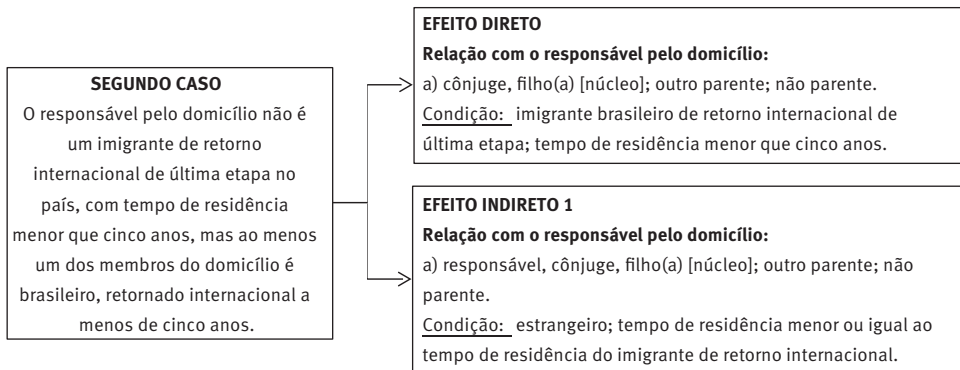 SEGUNDO CASO
O responsável pelo domicílio não é
um imigrante de retorno
internacional de última etapa no
país, com tempo de residência
menor que cinco anos, mas ao menos
um dos membros do domicílio é
brasileiro, retornado internacional a
menos de cinco anos.
EFEITO DIRETO
Relação com o responsável pelo domicílio:
a) cônjuge, filho(a) [núcleo]; outro parente; não parente.
Condição: imigrante brasileiro de retorno internacional de
última etapa; tempo de residência menor que cinco anos.
EFEITO INDIRETO 1
Relação com o responsável pelo domicílio:
a) responsável, cônjuge, filho(a) [núcleo]; outro parente; não
parente.
Condição: estrangeiro; tempo de residência menor ou igual ao
tempo de residência do imigrante de retorno internacional.